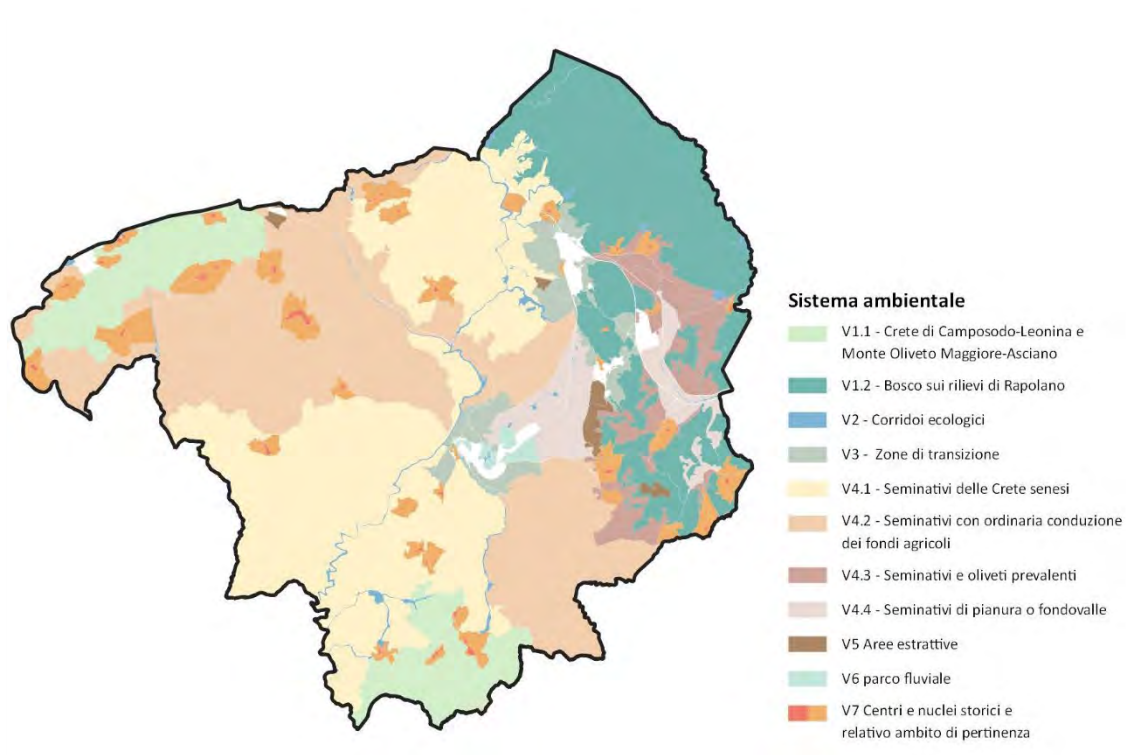 Sistema ambientale
V1.1 - Crete di Camposodo-Leonina e
Monte Oliveto Maggiore-Asciano
V1.2 - Bosco sui rilievi di Rapolano
V2 - Corridoi ecologici
V3 - Zone di transizione
V4.1 - Seminativi delle Crete senesi
V4.2 - Seminativi con ordinaria conduzione
dei fondi agricoli
V4.3 - Seminativi e oliveti prevalenti
V4.4 - Seminativi di pianura o fondovalle
V5 Aree estrattive
V6 parco fluviale
V7 Centri e nuclei storici e
relativo ambito di pertinenza